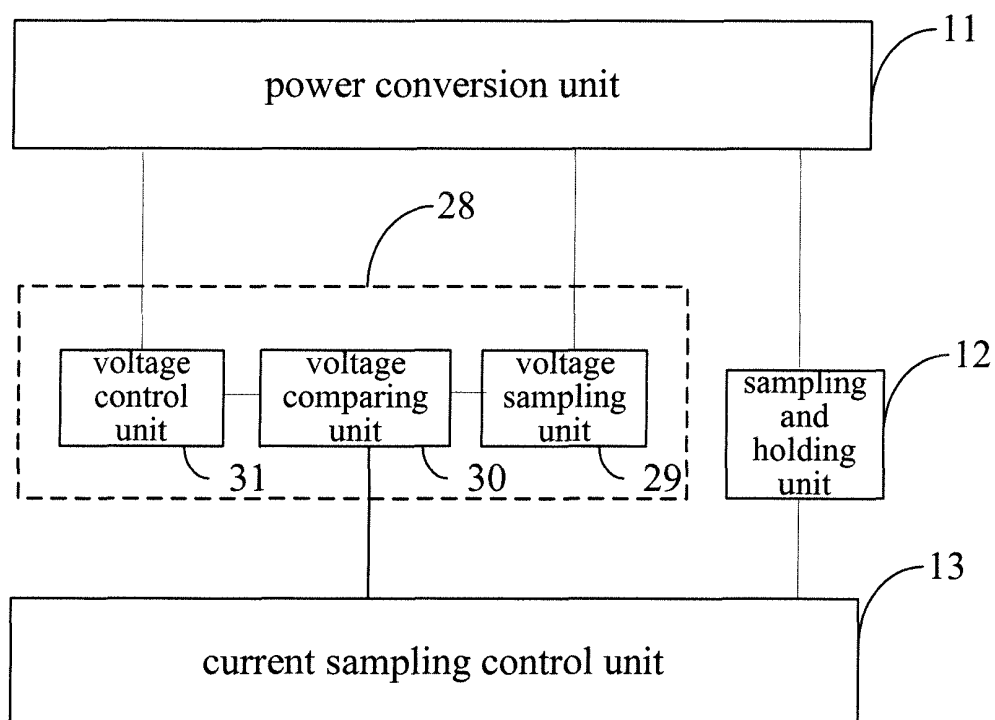 11
power conversion unit
28
voltage
control
unit
voltage
comparing
unit
voltage
sampling
unit
31
30
29
12
sampling
and
holding
unit
13
current sampling control unit